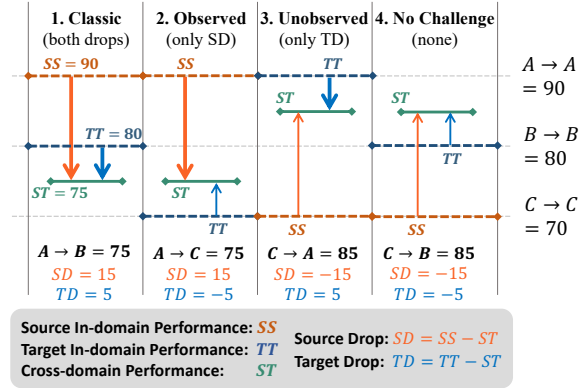 1. Classic
(both drops)
2. Observed
(only SD)
3. Unobserved
(only TD)
4. No Challenge
(none)
SS = 90
TT = 80
ST = 75
SS
ST
TT
TT
ST
SS
ST
TT
SS
A → A
= 90
B → B
= 80
C → C
= 70
A → B = 75
SD = 15
TD = 5
A → C = 75
SD = 15
TD = −5
C → A = 85
SD = −15
TD = 5
C → B = 85
SD = −15
TD = −5
Source In-domain Performance: SS
Target In-domain Performance: TT
Cross-domain Performance: ST
Source Drop: SD = SS − ST
Target Drop: TD = TT − ST